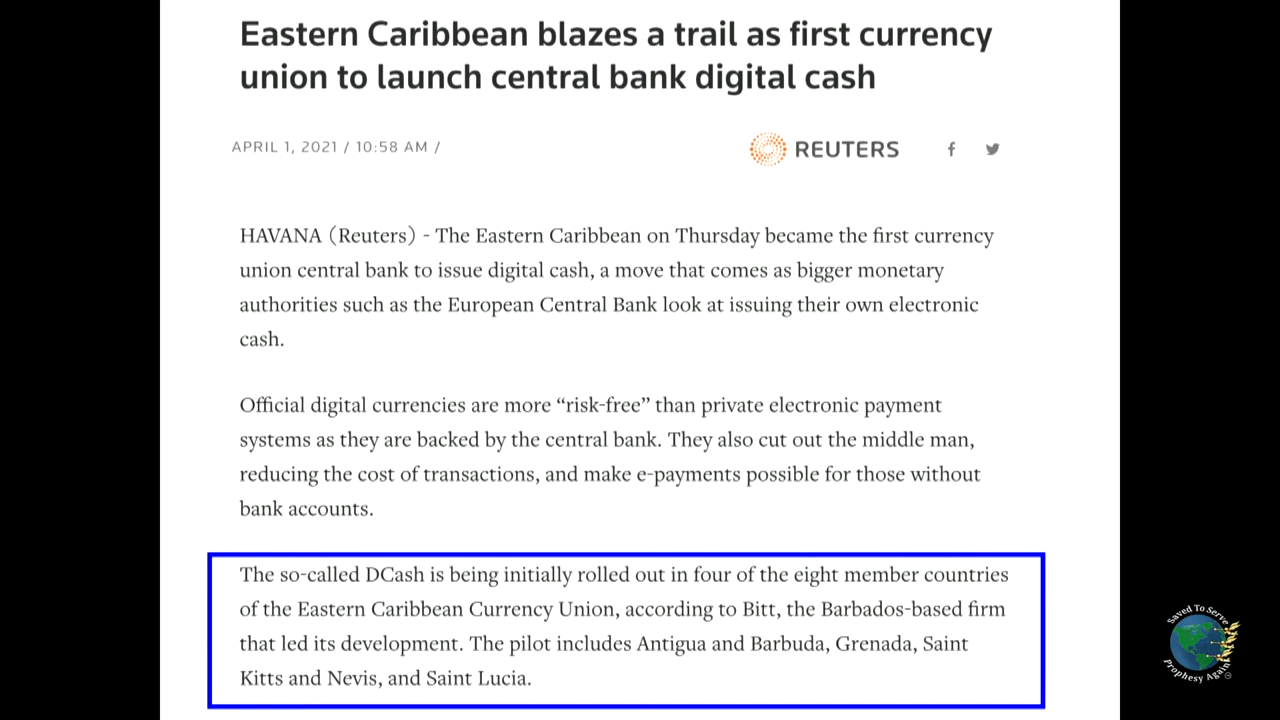 Eastern Caribbean blazes a trail as first currency
union to launch central bank digital cash
APRIL 1, 2021 / 10:58 AM /
REUTERS
HAVANA (Reuters) - The Eastern Caribbean on Thursday became the first currency
union central bank to issue digital cash, a move that comes as bigger monetary
authorities such as the European Central Bank look at issuing their own electronic
cash.
Official digital currencies are more “risk-free” than private electronic payment
systems as they are backed by the central bank. They also cut out the middle man,
reducing the cost of transactions, and make e-payments possible for those without
bank accounts.
The so-called DCash is being initially rolled out in four of the eight member countries
of the Eastern Caribbean Currency Union, according to Bitt, the Barbados-based firm
that led its development. The pilot includes Antigua and Barbuda, Grenada, Saint
Kitts and Nevis, and Saint Lucia.
Saved To Serve
Prophesy Again